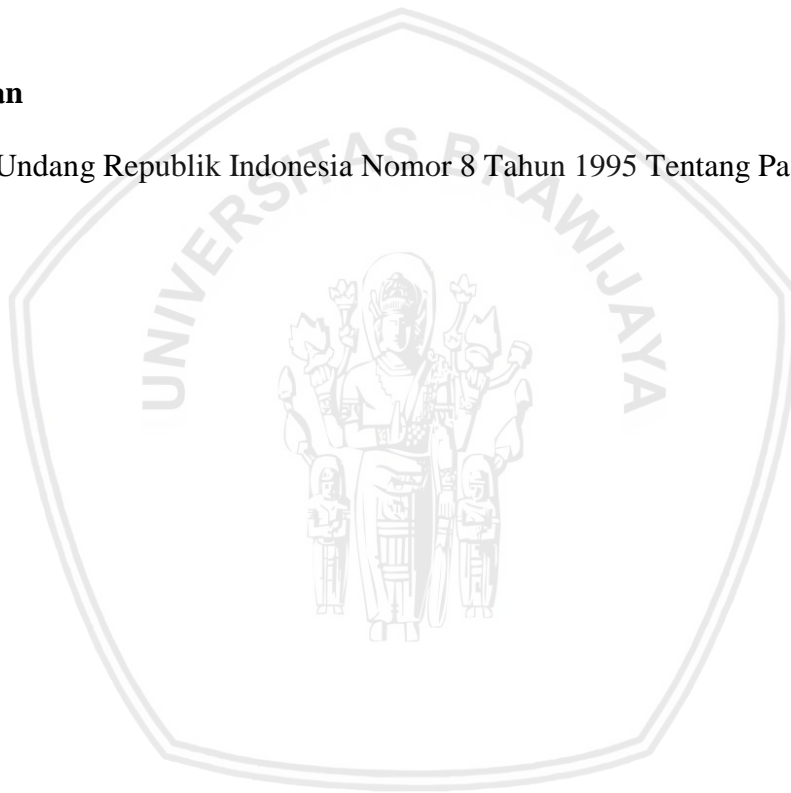 an
Undang Republik Indonesia Nomor 8 Tahun 1995 Tentang Pa
UNIVERSITAS BRAWIJAYA